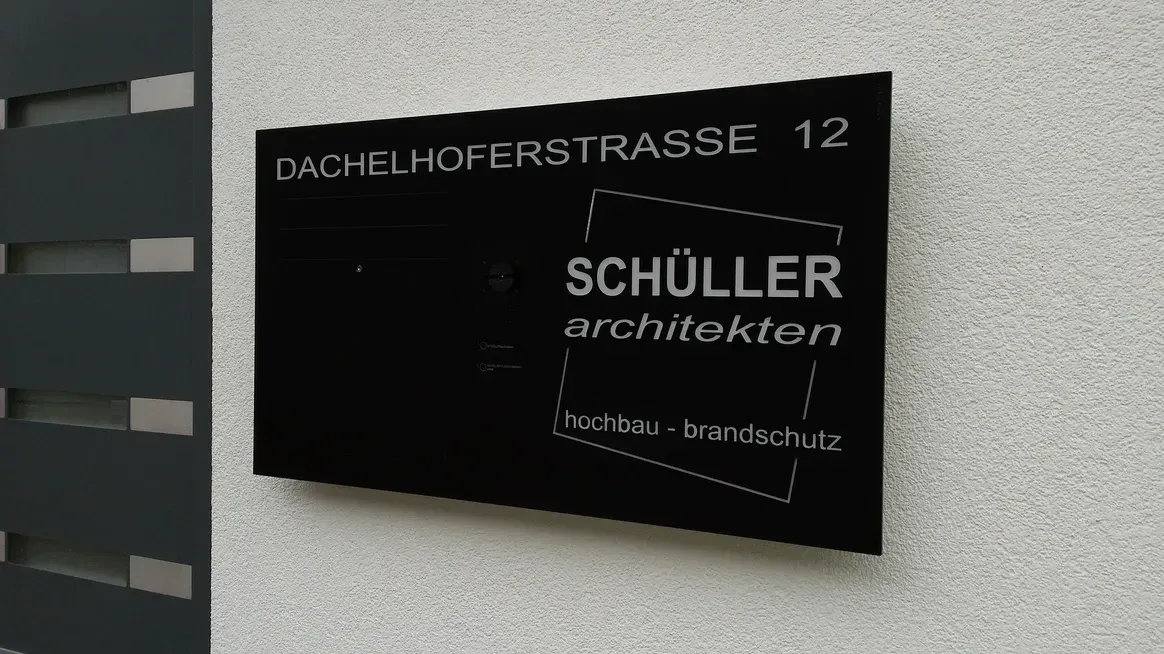 DACHELHOFERSTRASSE 12
SCHÜLLER
architekten
hochbau - brandschutz